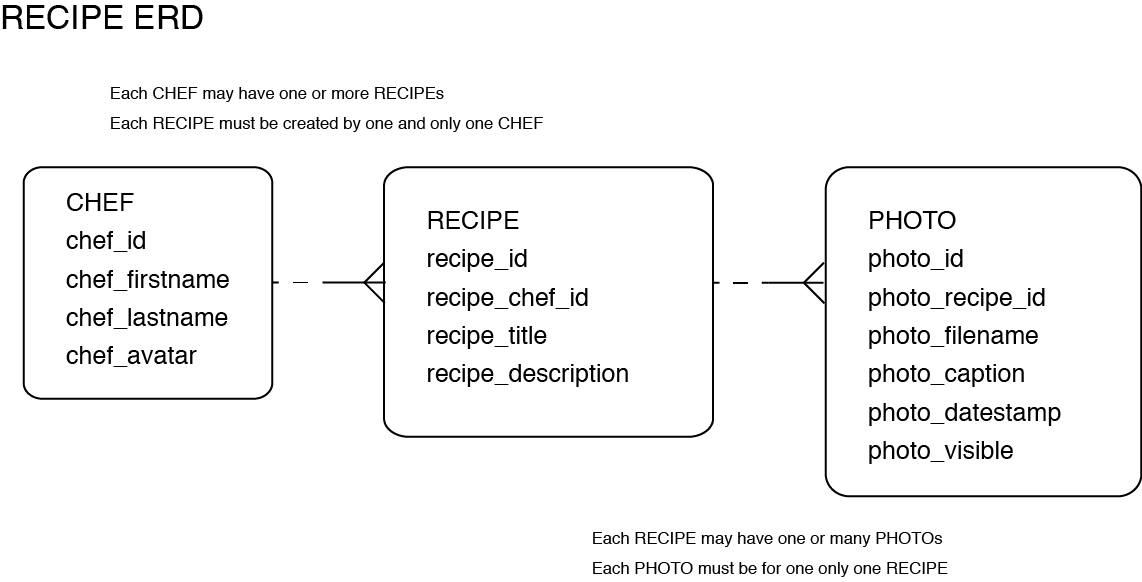 RECIPE ERD
Each CHEF may have one or more RECIPEs
Each RECIPE must be created by one and only one CHEF
CHEF
chef_id
chef_firstname
chef_lastname
chef_avatar
RECIPE
recipe_id
recipe_chef_id
recipe_title
recipe_description
PHOTO
photo_id
photo_recipe_id
photo_filename
photo_caption
photo_datestamp
photo_visible
Each RECIPE may have one or many PHOTOs
Each PHOTO must be for one only one RECIPE